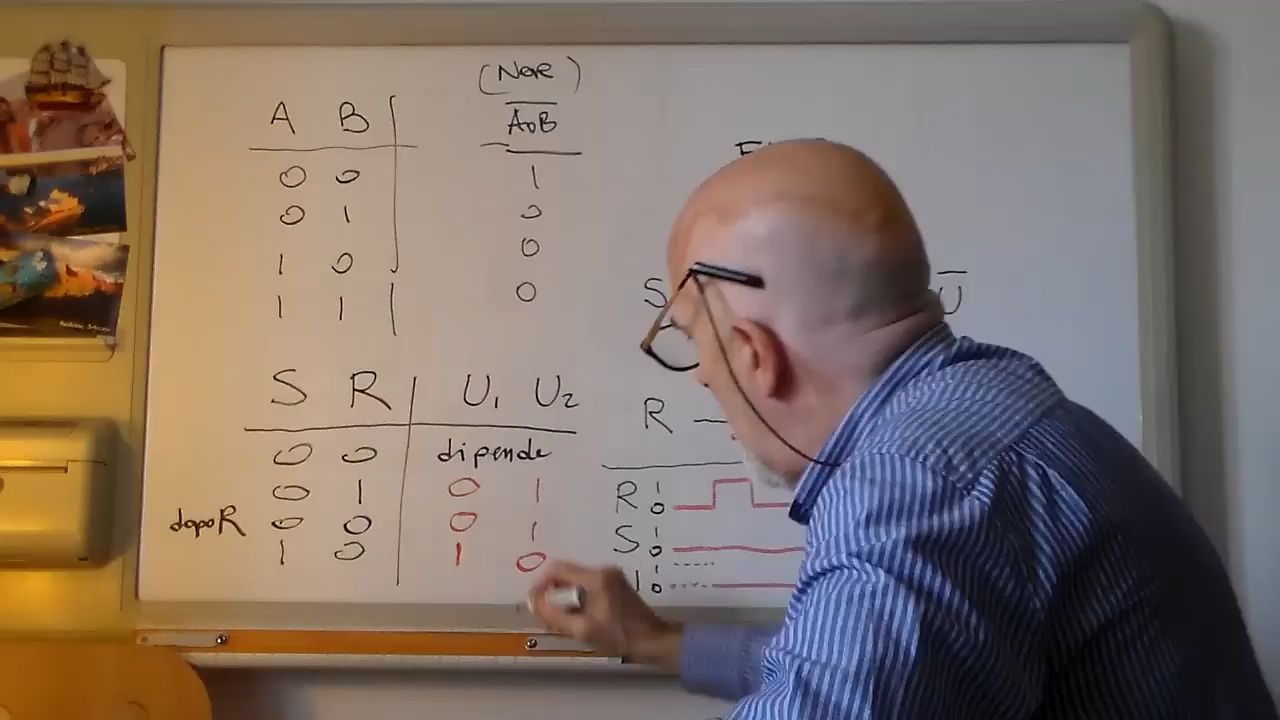 (NOR)
A B A o B
0 0 1
0 1 0
1 0 0
1 1 0
S R U1 U2
0 0 dipende
0 1 0 1
dopo R 0 0 0 1
1 0 1 0
S U
R
R 1
0
S 1
0
1
0